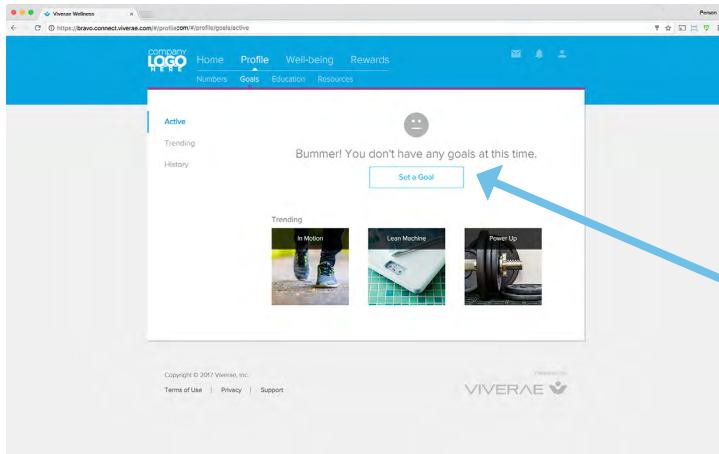 Viverae Wellness
Person
https://bravo.connect.viverae.com/#/profile/goals/active
company
LOGO
HERE
Home Profile Well-being Rewards
Numbers Goals Education Resources
Active
Trending
History
Bummer! You don't have any goals at this time.
Set a Goal
Trending
In Motion Lean Machine Power Up
Copyright © 2017 Viverae, Inc.
Terms of Use | Privacy | Support
POWERED BY
VIVERAE